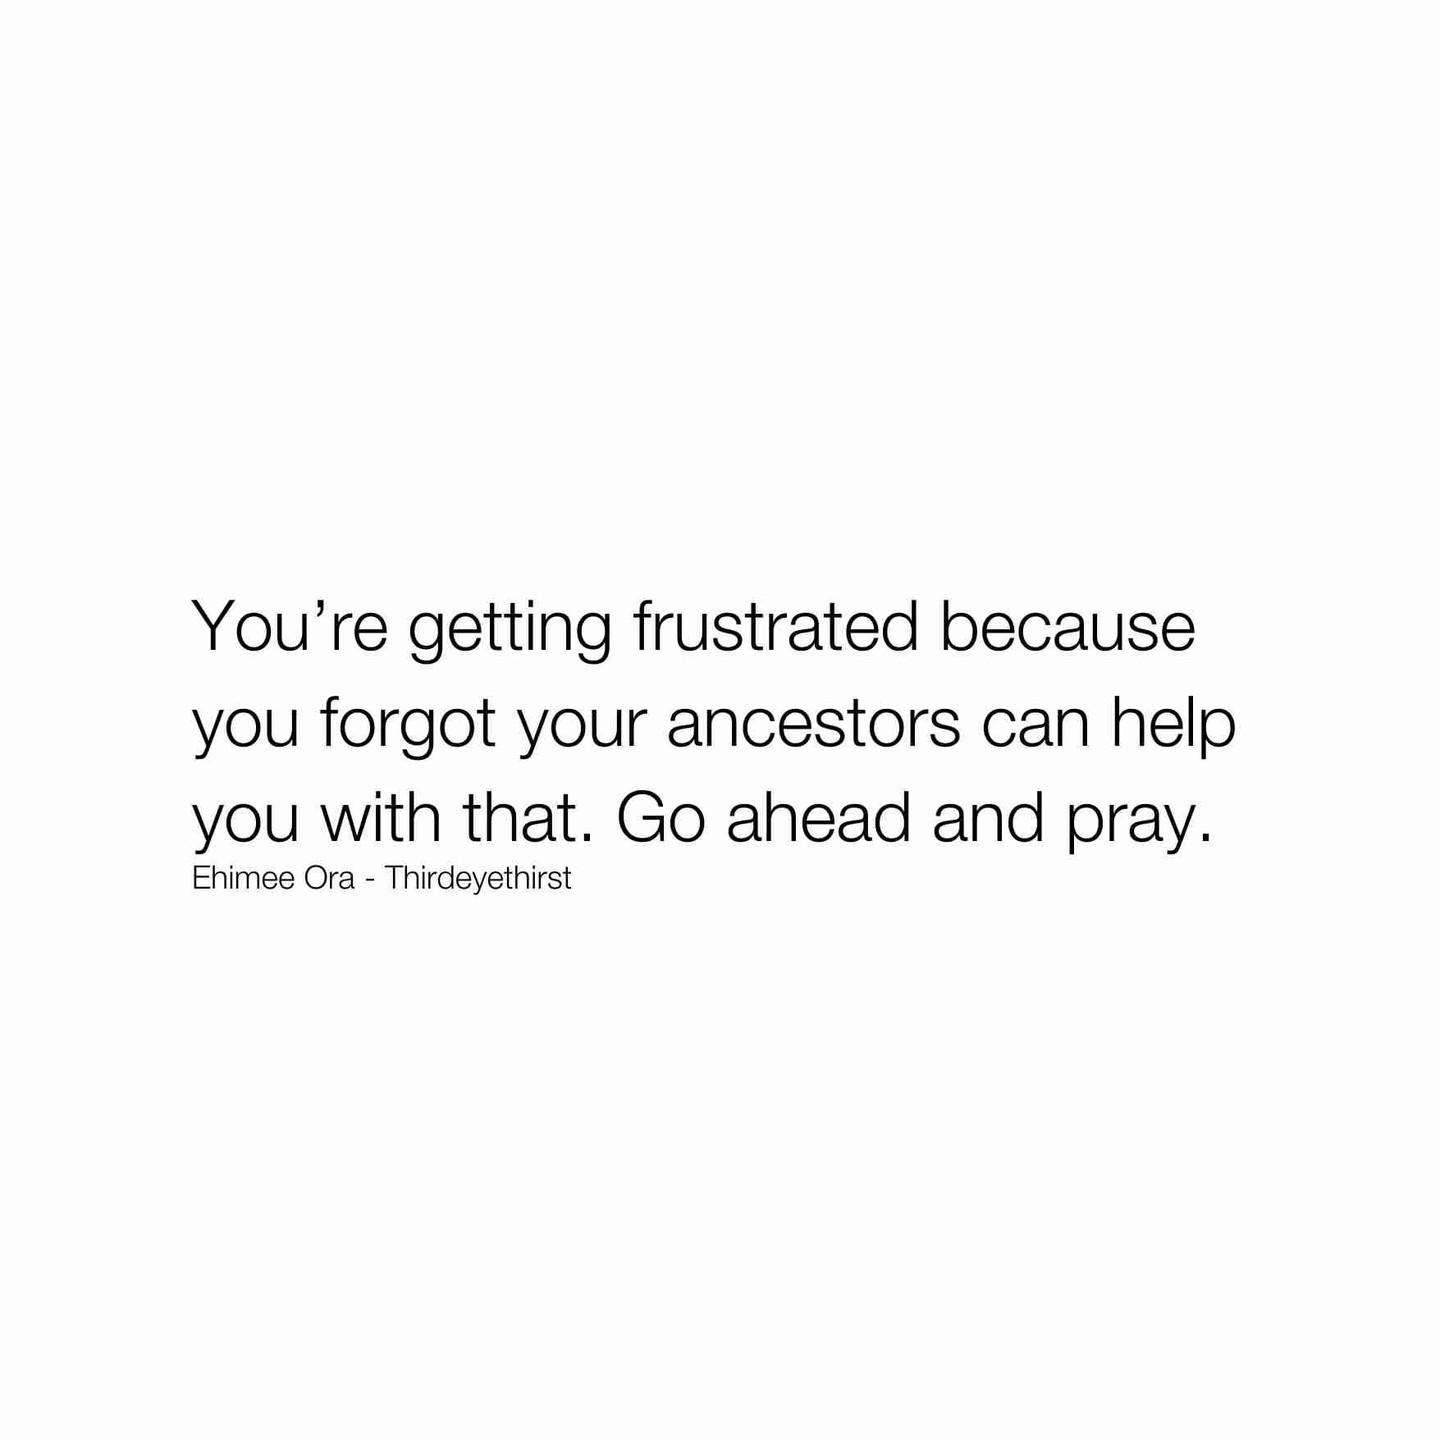 You’re getting frustrated because
you forgot your ancestors can help
you with that. Go ahead and pray.
Ehimee Ora - Thirdeyethirst